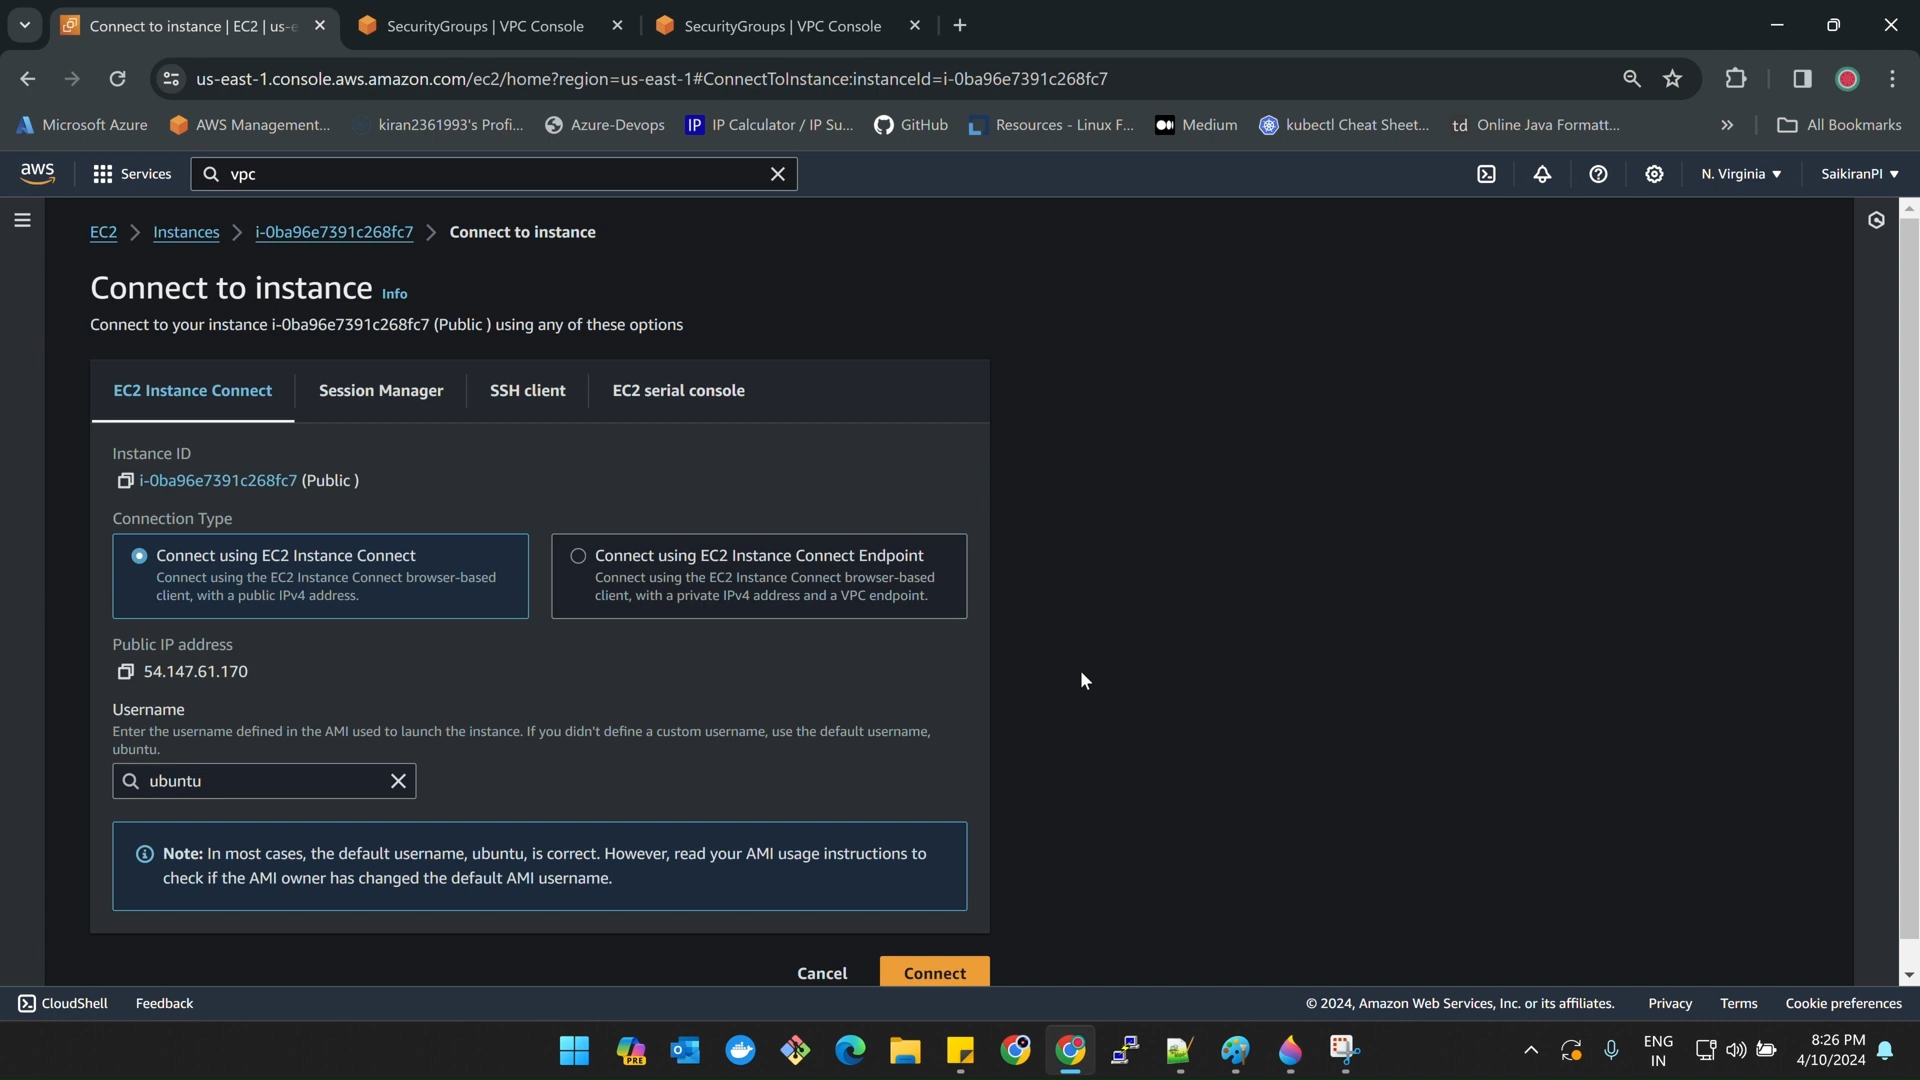 Connect to instance | EC2 | us-e
SecurityGroups | VPC Console
SecurityGroups | VPC Console
us-east-1.console.aws.amazon.com/ec2/home?region=us-east-1#ConnectToInstance:instanceId=i-0ba96e7391c268fc7
Microsoft Azure
AWS Management...
kiran2361993's Profi...
Azure-Devops
IP
IP Calculator / IP Su...
GitHub
Resources - Linux F...
Medium
kubectl Cheat Sheet...
td
Online Java Formatt...
All Bookmarks
aws
Services
vpc
N. Virginia
SaikiranPI
EC2
Instances
i-0ba96e7391c268fc7
Connect to instance
Connect to instance Info
Connect to your instance i-0ba96e7391c268fc7 (Public ) using any of these options
EC2 Instance Connect
Session Manager
SSH client
EC2 serial console
Instance ID
i-0ba96e7391c268fc7 (Public )
Connection Type
Connect using EC2 Instance Connect
Connect using the EC2 Instance Connect browser-based
client, with a public IPv4 address.
Connect using EC2 Instance Connect Endpoint
Connect using the EC2 Instance Connect browser-based
client, with a private IPv4 address and a VPC endpoint.
Public IP address
54.147.61.170
Username
Enter the username defined in the AMI used to launch the instance. If you didn't define a custom username, use the default username,
ubuntu.
ubuntu
Note: In most cases, the default username, ubuntu, is correct. However, read your AMI usage instructions to
check if the AMI owner has changed the default AMI username.
Cancel
Connect
CloudShell
Feedback
© 2024, Amazon Web Services, Inc. or its affiliates.
Privacy
Terms
Cookie preferences
PRE
ENG
IN
8:26 PM
4/10/2024